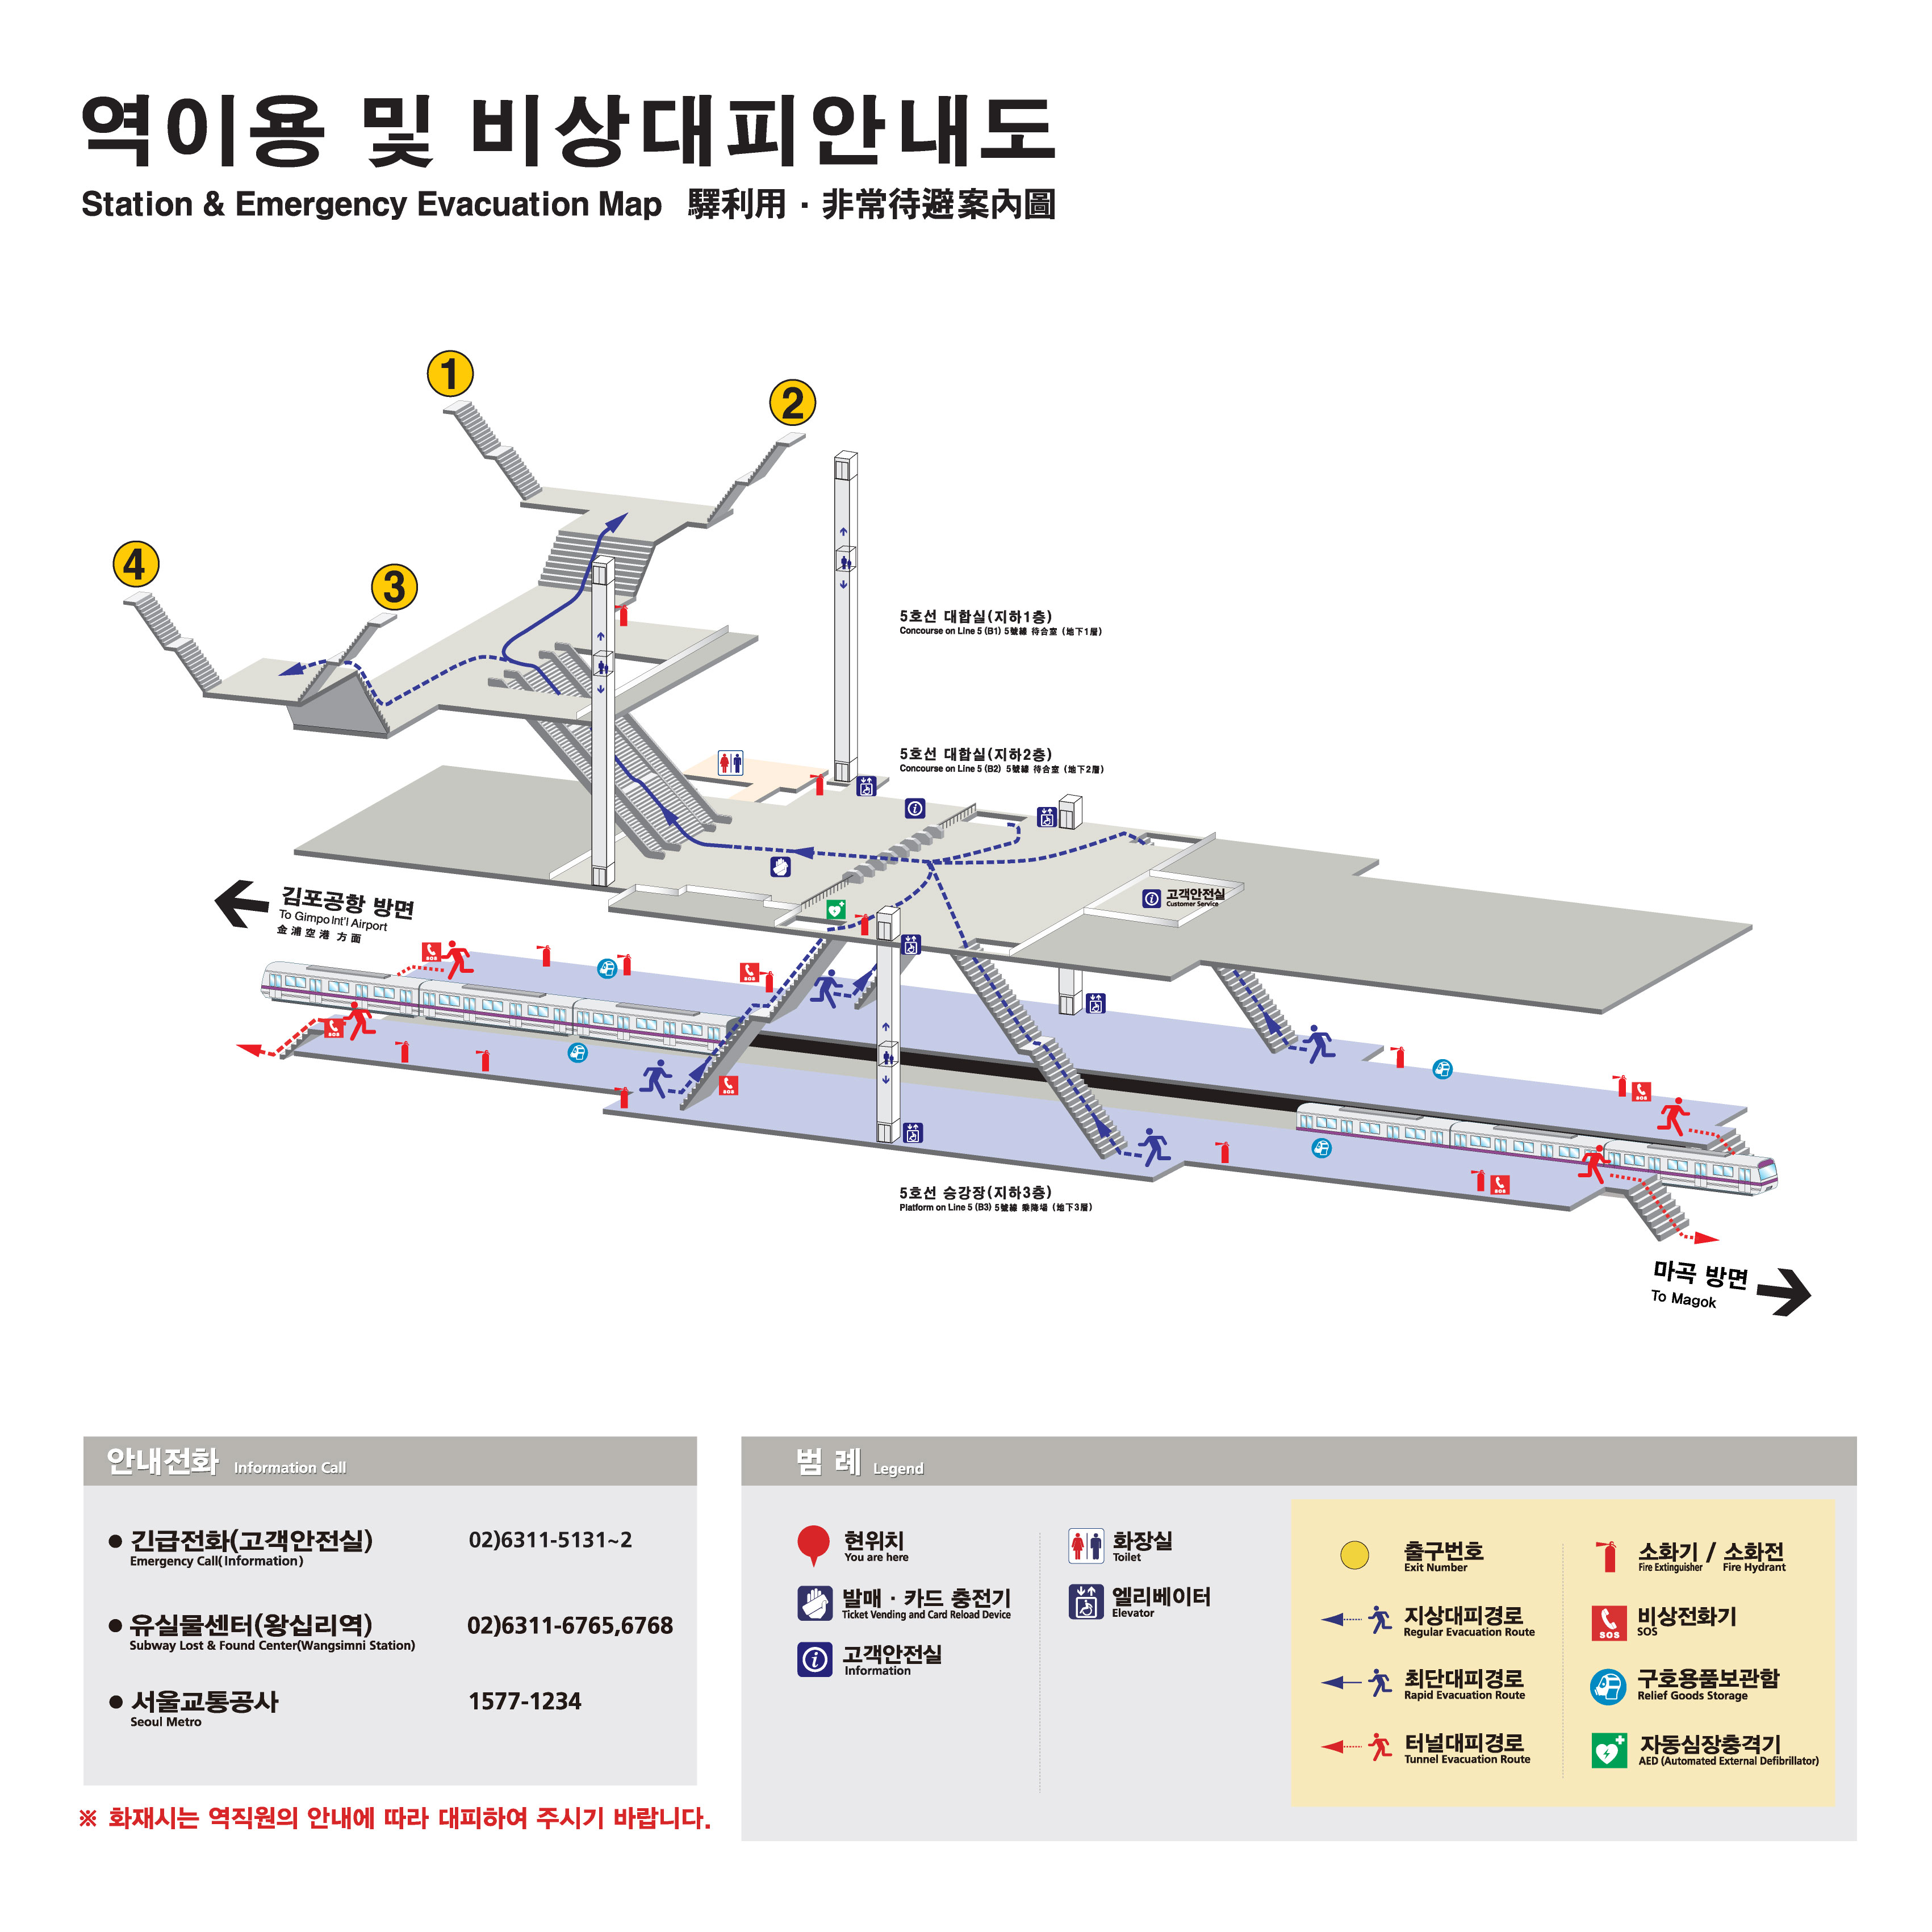 역이용 및 비상대피안내도
Station & Emergency Evacuation Map 驛利用 · 非常待避案內圖
1
2
4
3
5호선 대합실(지하1층)
Concourse on Line 5 (B1) 5號線 待合室 (地下1層)
5호선 대합실(지하2층)
Concourse on Line 5 (B2) 5號線 待合室 (地下2層)
고객안전실
Customer Service
김포공항 방면
To Gimpo Int'l Airport
金浦空港 方面
SOS
SOS
SOS
SOS
SOS
SOS
5호선 승강장(지하3층)
Platform on Line 5 (B3) 5號線 乘降場 (地下3層)
마곡 방면
To Magok
안내전화 Information Call
긴급전화(고객안전실) 02)6311-5131~2
Emergency Call(Information)
유실물센터(왕십리역) 02)6311-6765,6768
Subway Lost & Found Center(Wangsimni Station)
서울교통공사 1577-1234
Seoul Metro
※ 화재시는 역직원의 안내에 따라 대피하여 주시기 바랍니다.
범 례 Legend
현위치
You are here
발매 · 카드 충전기
Ticket Vending and Card Reload Device
고객안전실
Information
화장실
Toilet
엘리베이터
Elevator
출구번호
Exit Number
지상대피경로
Regular Evacuation Route
최단대피경로
Rapid Evacuation Route
터널대피경로
Tunnel Evacuation Route
소화기 / 소화전
Fire Extinguisher / Fire Hydrant
SOS
비상전화기
SOS
구호용품보관함
Relief Goods Storage
자동심장충격기
AED (Automated External Defibrillator)